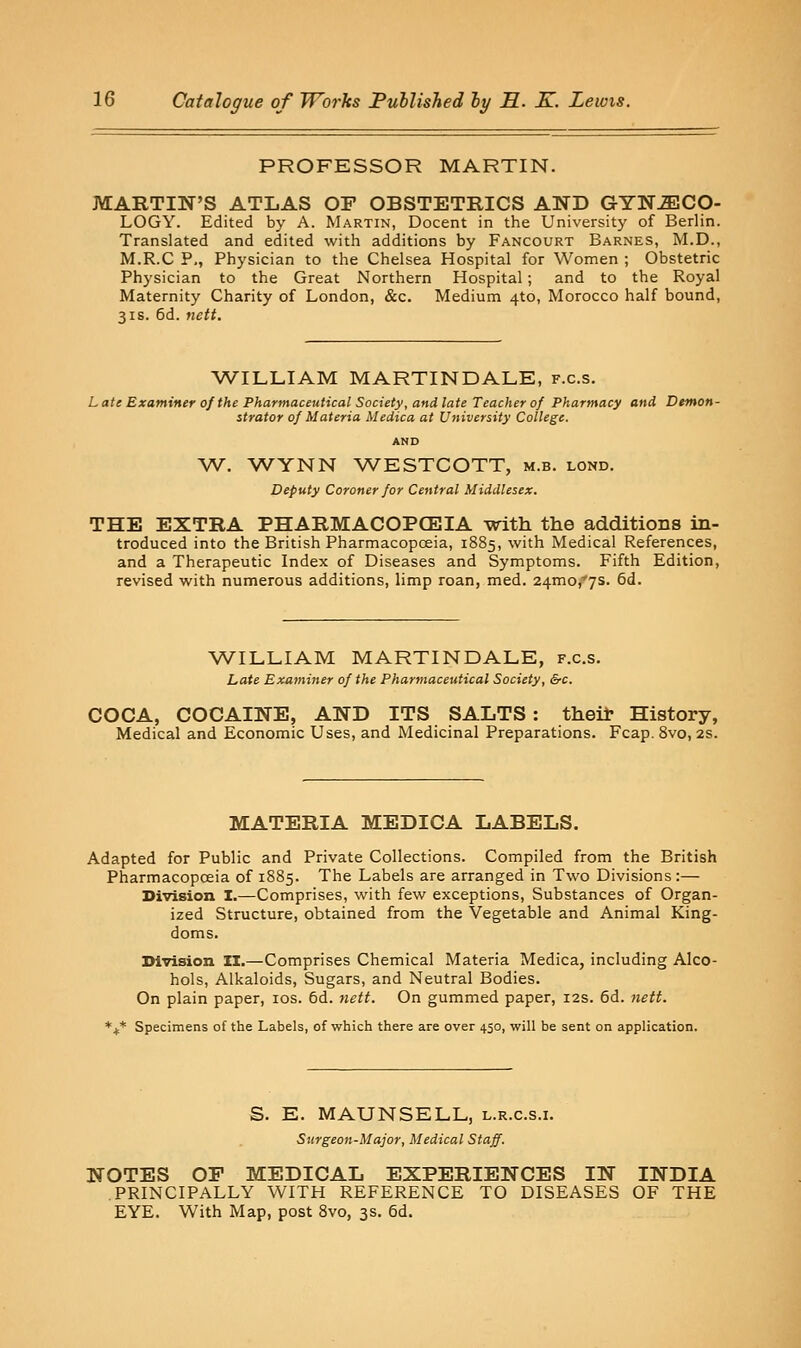 16 Catalogue of Works Published by H. K. Lewis.
PROFESSOR MARTIN.
MARTIN'S ATLAS OF OBSTETRICS AND GYNÆCO-
LOGY. Edited by A. MARTIN, Docent in the University of Berlin.
Translated and edited with additions by FANCOURT BARNES, M.D.,
M.R.C P., Physician to the Chelsea Hospital for Women ; Obstetric
Physician to the Great Northern Hospital ; and to the Royal
Maternity Charity of London, &c. Medium 4to, Morocco half bound,
31s. 6d. nett.
WILLIAM MARTINDALE, F.C.S.
Late Examiner of the Pharmaceutical Society, and late Teacher of Pharmacy and Demon-
strator of Materia Medica at University College.
AND
W. WYNN WESTCOTT, M.B. LOND.
Deputy Coroner for Central Middlesex.
THE EXTRA PHARMACOPŒIA with the additions in-
troduced into the British Pharmacopœia, 1885, with Medical References,
and a Therapeutic Index of Diseases and Symptoms. Fifth Edition,
revised with numerous additions, limp roan, med. 24mo, 7s. 6d.
WILLIAM MARTINDALE, F.C.S.
Late Examiner of the Pharmaceutical Society, &c.
COCA, COCAINE, AND ITS SALTS : their History,
Medical and Economic Uses, and Medicinal Preparations. Fcap. 8vo, 2s.
MATERIA MEDICA LABELS.
Adapted for Public and Private Collections. Compiled from the British
Pharmacopœia of 1885. The Labels are arranged in Two Divisions :—
Division I.—Comprises, with few exceptions, Substances of Organ-
ized Structure, obtained from the Vegetable and Animal King-
doms.
Division II.—Comprises Chemical Materia Medica, including Alco-
hols, Alkaloids, Sugars, and Neutral Bodies.
On plain paper, 10s. 6d. nett. On gummed paper, 12s. 6d. nett.
*⁎* Specimens of the Labels, of which there are over 450, will be sent on application.
S. E. MAUNSELL, L.R.C.S.I.
Surgeon-Major, Medical Staff.
NOTES OF MEDICAL EXPERIENCES IN INDIA
PRINCIPALLY WITH REFERENCE TO DISEASES OF THE
EYE. With Map, post 8vo, 3s. 6d.